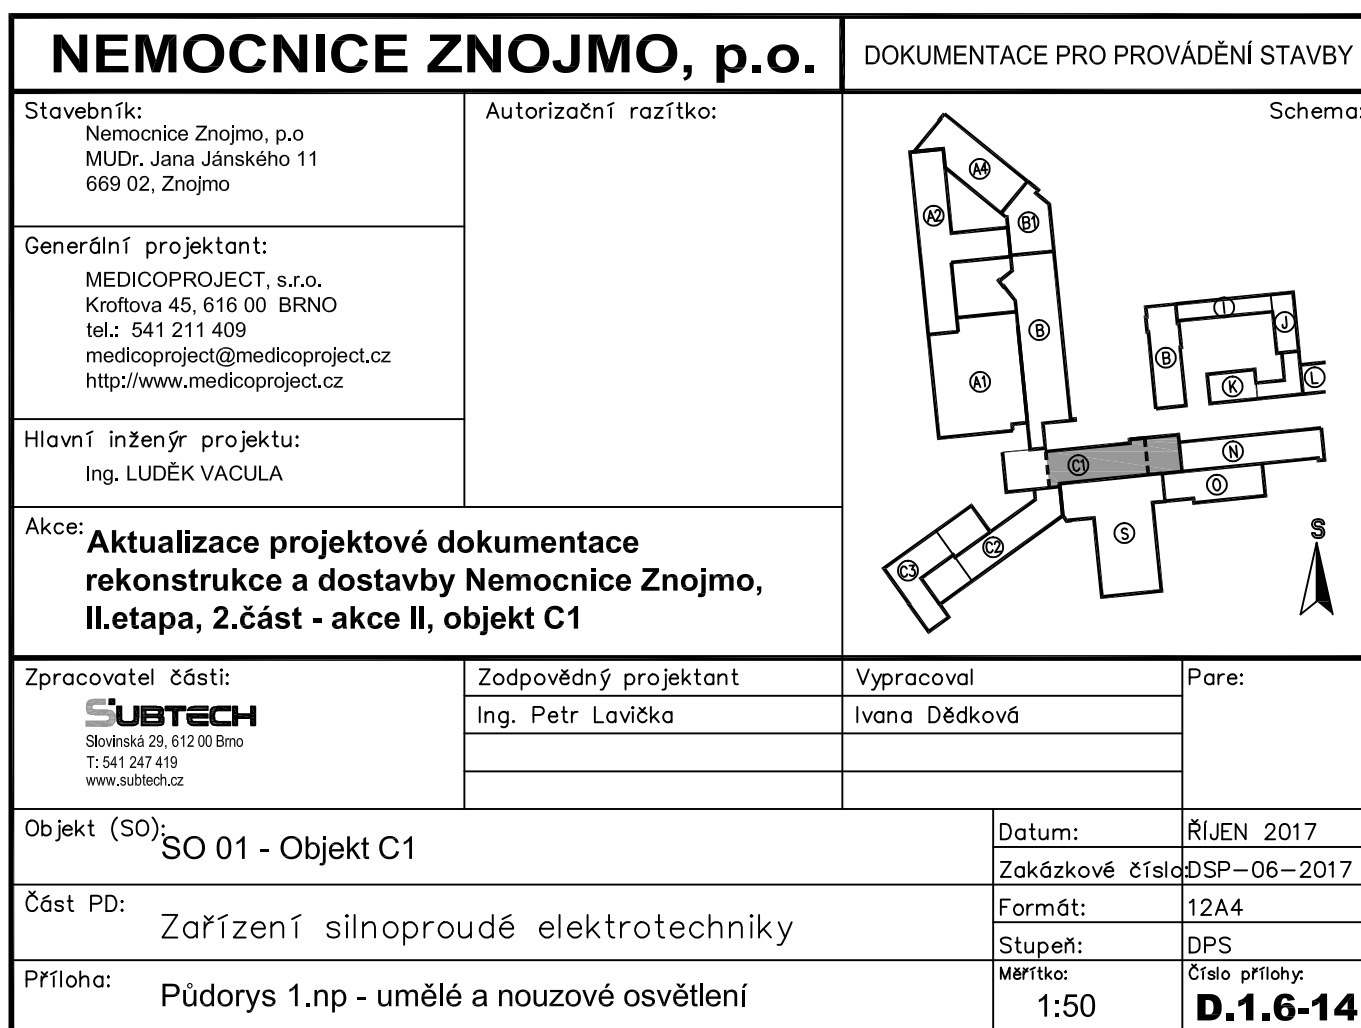 NEMOCNICE ZNOJMO, p.o.
DOKUMENTACE PRO PROVÁDĚNÍ STAVBY
Stavebník:
Nemocnice Znojmo, p.o
MUDr. Jana Jánského 11
669 02, Znojmo
Autorizační razítko:
Schema:
A4
A2
B1
B
A1
I
J
B
K
L
C1
N
O
S
C2
C3
S
Generální projektant:
MEDICOPROJECT, s.r.o.
Kroftova 45, 616 00 BRNO
tel.: 541 211 409
medicoproject@medicoproject.cz
http://www.medicoproject.cz
Hlavní inženýr projektu:
Ing. LUDĚK VACULA
Akce:
Aktualizace projektové dokumentace
rekonstrukce a dostavby Nemocnice Znojmo,
II.etapa, 2.část - akce II, objekt C1
Zpracovatel části:
SUBTECH
Slovinská 29, 612 00 Brno
T: 541 247 419
www.subtech.cz
Zodpovědný projektant
Ing. Petr Lavička
Vypracoval
Ivana Dědková
Pare:
Objekt (SO):
SO 01 - Objekt C1
Datum:
ŘÍJEN 2017
Zakázkové číslo:
DSP-06-2017
Část PD:
Zařízení silnoproudé elektrotechniky
Formát:
12A4
Stupeň:
DPS
Příloha:
Půdorys 1.np - umělé a nouzové osvětlení
Měřítko:
1:50
Číslo přílohy:
D.1.6-14